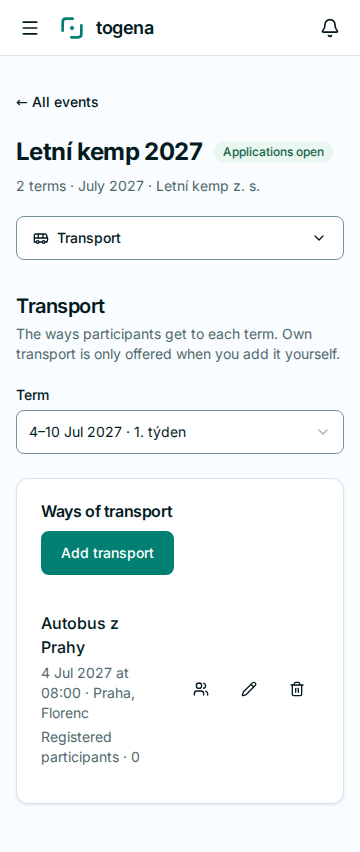 togena
← All events
Letní kemp 2027 Applications open
2 terms · July 2027 · Letní kemp z. s.
Transport
Transport
The ways participants get to each term. Own
transport is only offered when you add it yourself.
Term
4–10 Jul 2027 · 1. týden
Ways of transport
Add transport
Autobus z
Prahy
4 Jul 2027 at
08:00 · Praha,
Florenc
Registered
participants · 0